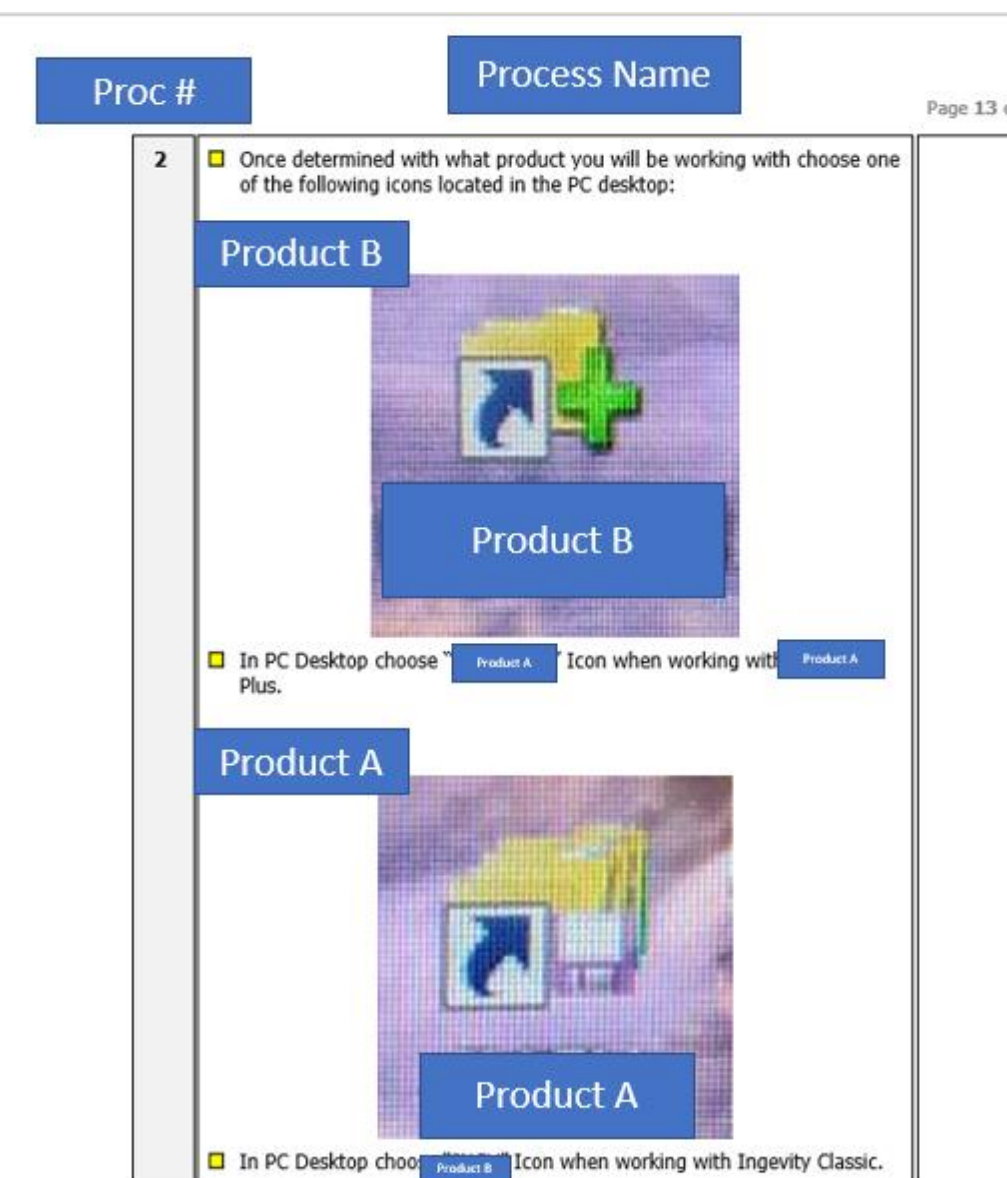 Proc #
Process Name
Page 13
2
Once determined with what product you will be working with choose one
of the following icons located in the PC desktop:
Product B
Product B
In PC Desktop choose “ Product A ” Icon when working with Product A
Plus.
Product A
Product A
In PC Desktop Product B Icon when working with Ingevity Classic.